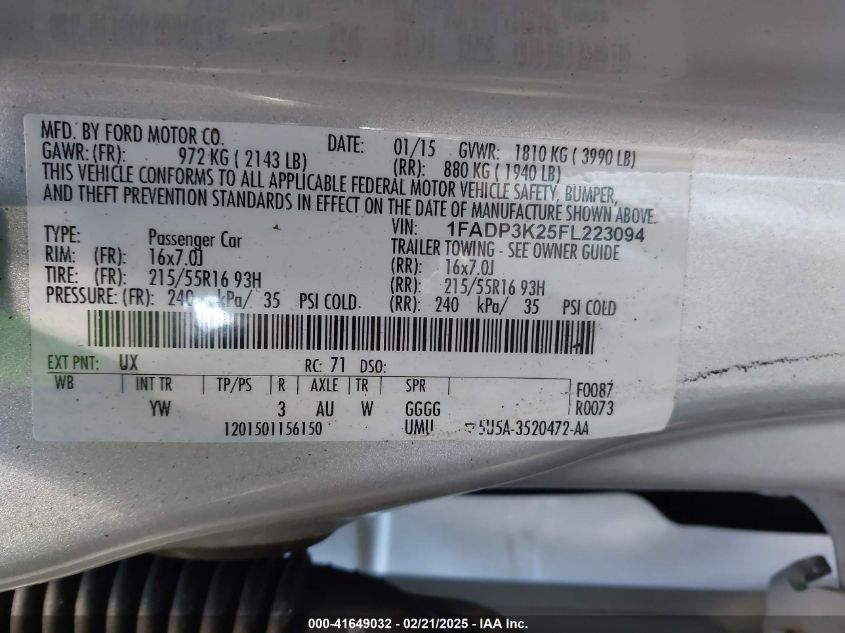 MFD. BY FORD MOTOR CO. DATE: 01/15 GVWR: 1810 KG ( 3990 LB)
GAWR: (FR): 972 KG ( 2143 LB) (RR): 880 KG ( 1940 LB)
THIS VEHICLE CONFORMS TO ALL APPLICABLE FEDERAL MOTOR VEHICLE SAFETY, BUMPER,
AND THEFT PREVENTION STANDARDS IN EFFECT ON THE DATE OF MANUFACTURE SHOWN ABOVE.
VIN: 1FADP3K25FL223094
TYPE: Passenger Car TRAILER TOWING - SEE OWNER GUIDE
RIM: (FR): 16x7.0J (RR): 16x7.0J
TIRE: (FR): 215/55R16 93H (RR): 215/55R16 93H
PRESSURE: (FR): 240 kPa/ 35 PSI COLD. (RR): 240 kPa/ 35 PSI COLD
EXT PNT: UX RC: 71 DSO:
WB INT TR TP/PS R AXLE TR SPR F0087
YW 3 AU W GGGG R0073
1201501156150 UMU 5U5A-3520472-AA
000-41649032 - 02/21/2025 - IAA Inc.